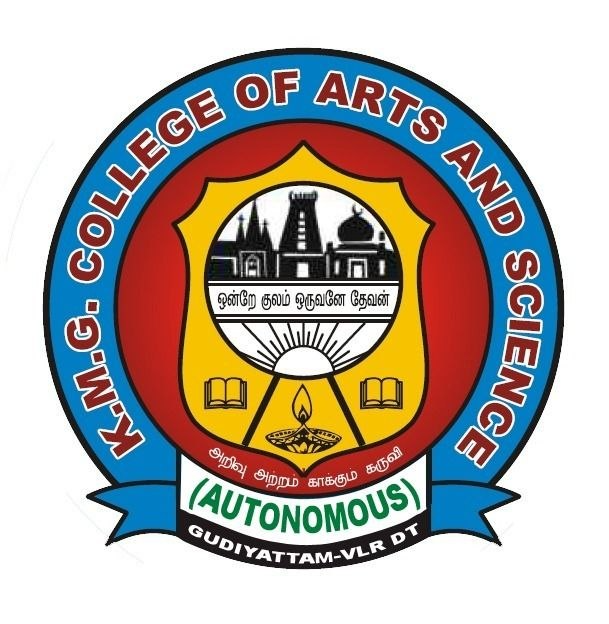 K.M.G. COLLEGE OF ARTS AND SCIENCE
ஒன்றே குலம் ஒருவனே தேவன்
அறிவு அற்றம் காக்கும் கருவி
(AUTONOMOUS)
GUDIYATTAM-VLR DT